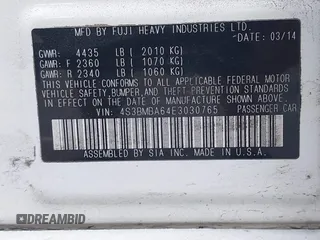 MFD BY FUJI HEAVY INDUSTRIES LTD.
DATE 03/14
GVWR: 4435 LB ( 2010 KG)
GAWR F 2360 LB ( 1070 KG)
GAWR R 2340 LB ( 1060 KG)
THIS VEHICLE CONFORMS TO ALL APPLICABLE FEDERAL MOTOR
VEHICLE SAFETY, BUMPER, AND THEFT PREVENTION STANDARDS
IN EFFECT ON THE DATE OF MANUFACTURE SHOWN ABOVE.
VIN: 4S3BMBA64E3030765 PASSENGER CAR
ASSEMBLED BY SIA INC. MADE IN U.S.A.
DREAMBID